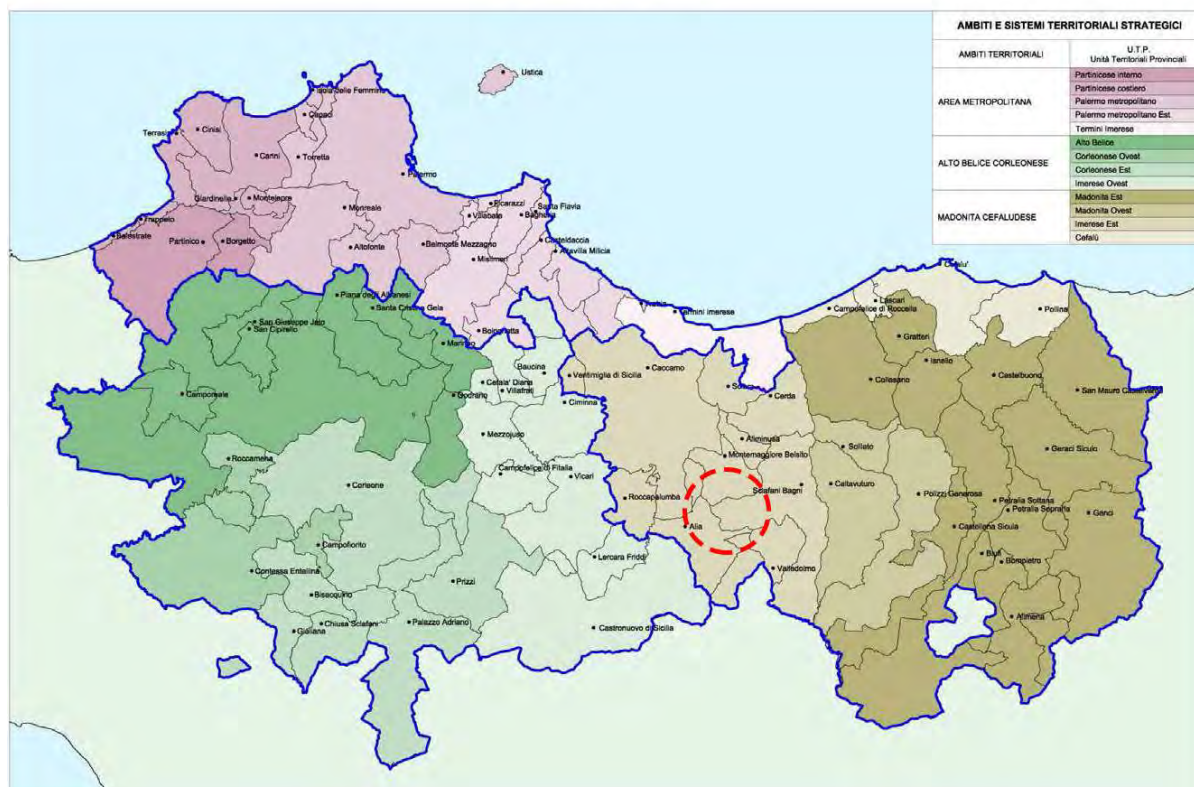 AMBITI E SISTEMI TERRITORIALI STRATEGICI
AMBITI TERRITORIALI
U.T.P.
Unità Territoriali Provinciali
AREA METROPOLITANA
Partinicese interno
Partinicese costiero
Palermo metropolitano
Palermo metropolitano Est
Termini Imerese
ALTO BELICE CORLEONESE
Alto Belice
Corleonese Ovest
Corleonese Est
Imerese Ovest
MADONITA CEFALUDESE
Madonita Est
Madonita Ovest
Imerese Est
Cefalù
Ustica
Isola delle Femmine
Capaci
Terrasini
Cinisi
Carini
Torretta
Palermo
Giardinello
Montelepre
Monreale
Ficarazzi
Santa Flavia
Villabate
Bagheria
Trappeto
Balestrate
Partinico
Borgetto
Altofonte
Belmonte Mezzagno
Misilmeri
Casteldaccia
Altavilla Milicia
Cefalu'
Piana degli Albanesi
Santa Cristina Gela
Trabia
Termini Imerese
Lascari
Campofelice di Roccella
Pollina
San Giuseppe Jato
San Cipirello
Bolognetta
Marineo
Gratteri
Isnello
Baucina
Ventimiglia di Sicilia
Caccamo
Collesano
Castelbuono
Cefala' Diana
Villafrati
Sciara
San Mauro Castelverde
Camporeale
Godrano
Ciminna
Cerda
Mezzojuso
Aliminusa
Scillato
Geraci Siculo
Roccamena
Montemaggiore Belsito
Corleone
Campofelice di Fitalia
Vicari
Sclafani Bagni
Caltavuturo
Roccapalumba
Polizzi Generosa
Petralia Sottana
Petralia Soprana
Gangi
Alia
Castellana Sicula
Campofiorito
Lercara Friddi
Blufi
Bompietro
Contessa Entellina
Prizzi
Valledolmo
Bisacquino
Alimena
Chiusa Sclafani
Palazzo Adriano
Castronuovo di Sicilia
Giuliana